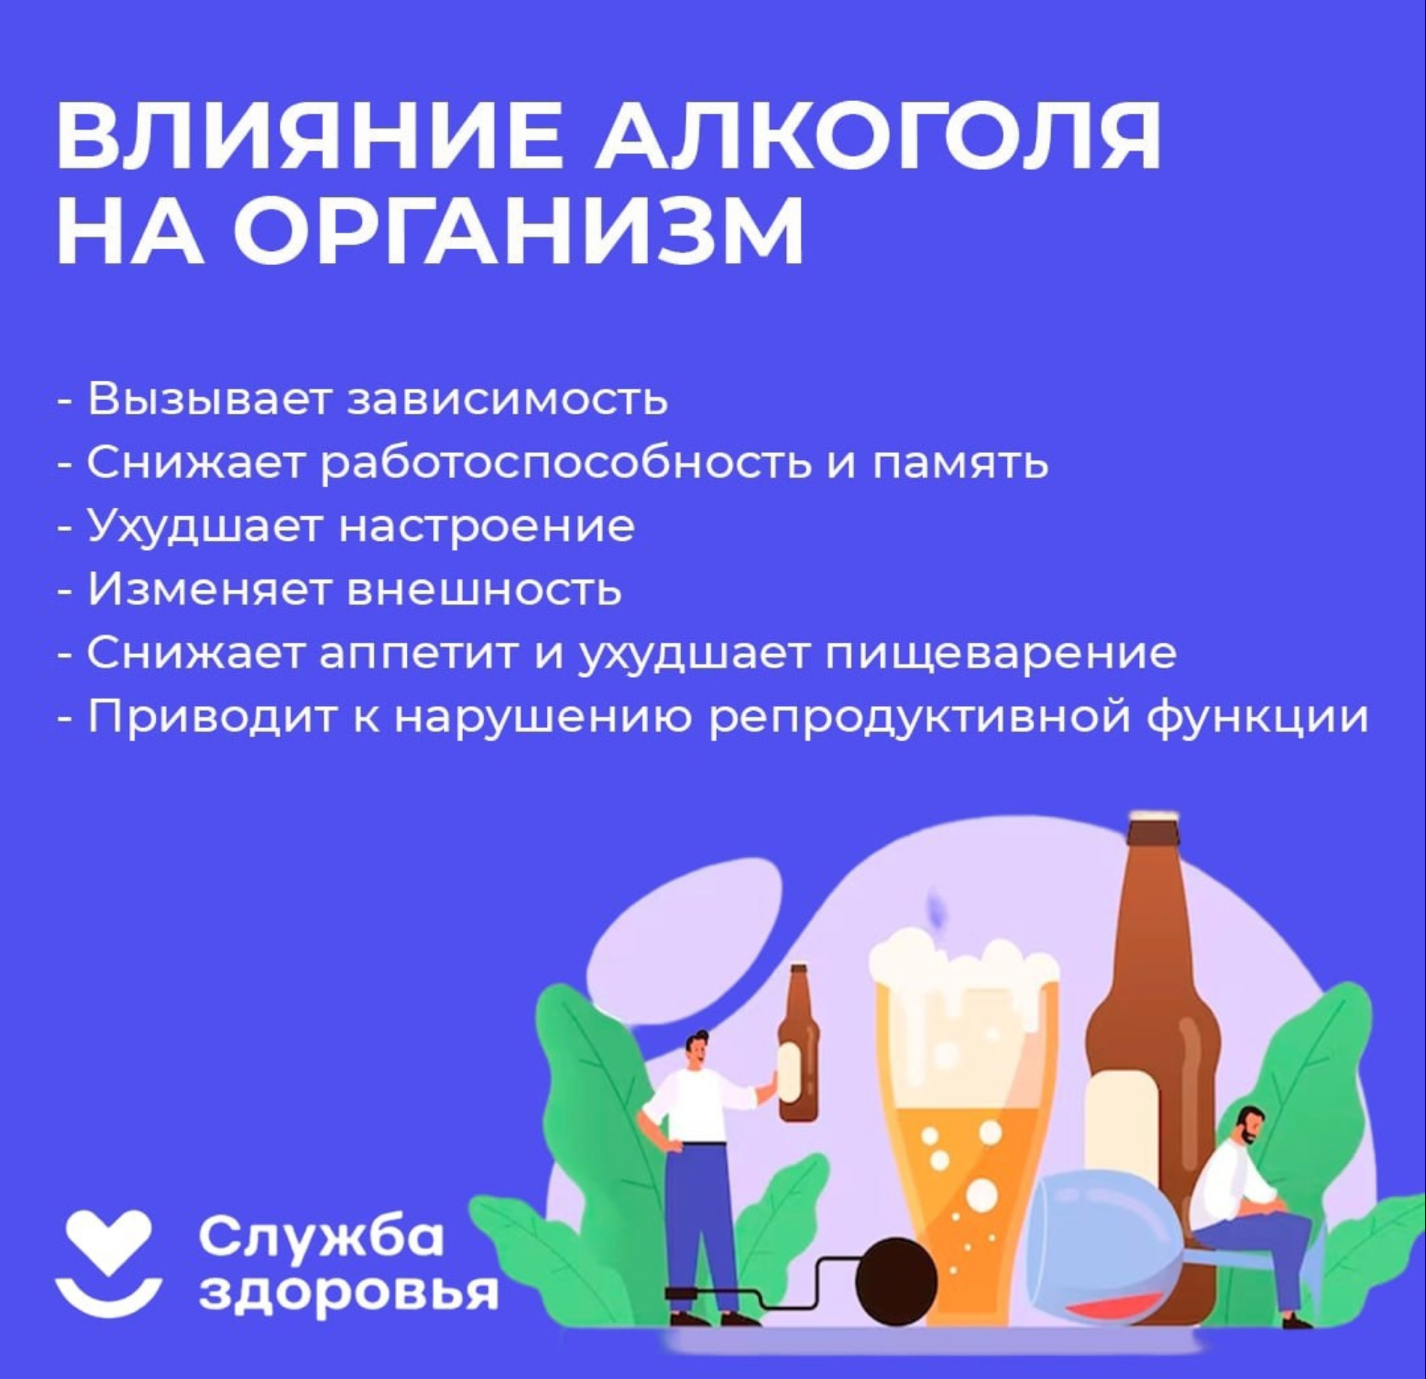 ВЛИЯНИЕ АЛКОГОЛЯ
НА ОРГАНИЗМ
- Вызывает зависимость
- Снижает работоспособность и память
- Ухудшает настроение
- Изменяет внешность
- Снижает аппетит и ухудшает пищеварение
- Приводит к нарушению репродуктивной функции
Служба
здоровья